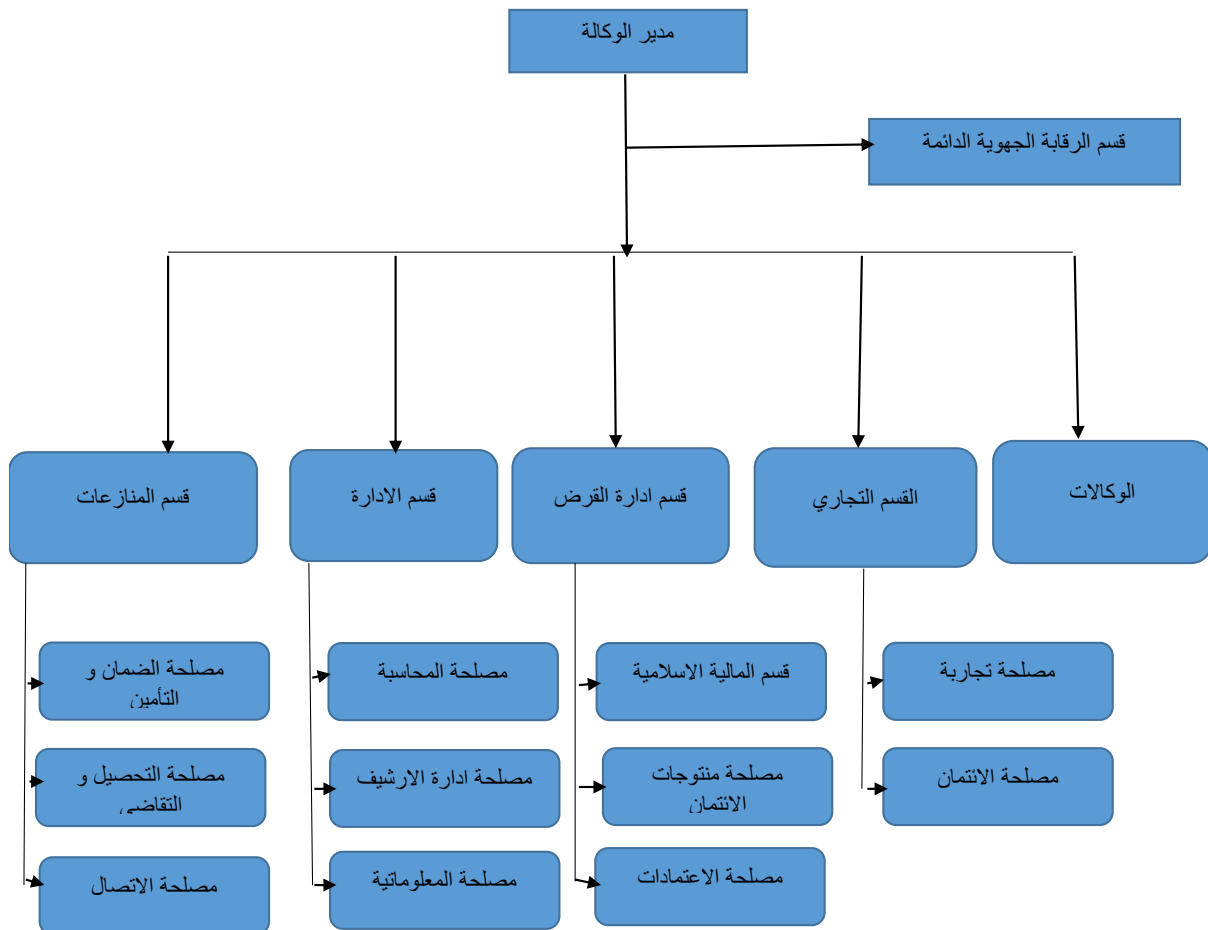 مدير الوكالة
قسم الرقابة الجهوية الدائمة
الوكالات
القسم التجاري
قسم ادارة القرض
قسم الادارة
قسم المنازعات
مصلحة تجاربة
قسم المالية الاسلامية
مصلحة المحاسبة
مصلحة الضمان و
التأمين
مصلحة الائتمان
مصلحة منتوجات
الائتمان
مصلحة ادارة الارشيف
مصلحة التحصيل و
التقاضي
مصلحة الاعتمادات
مصلحة المعلوماتية
مصلحة الاتصال